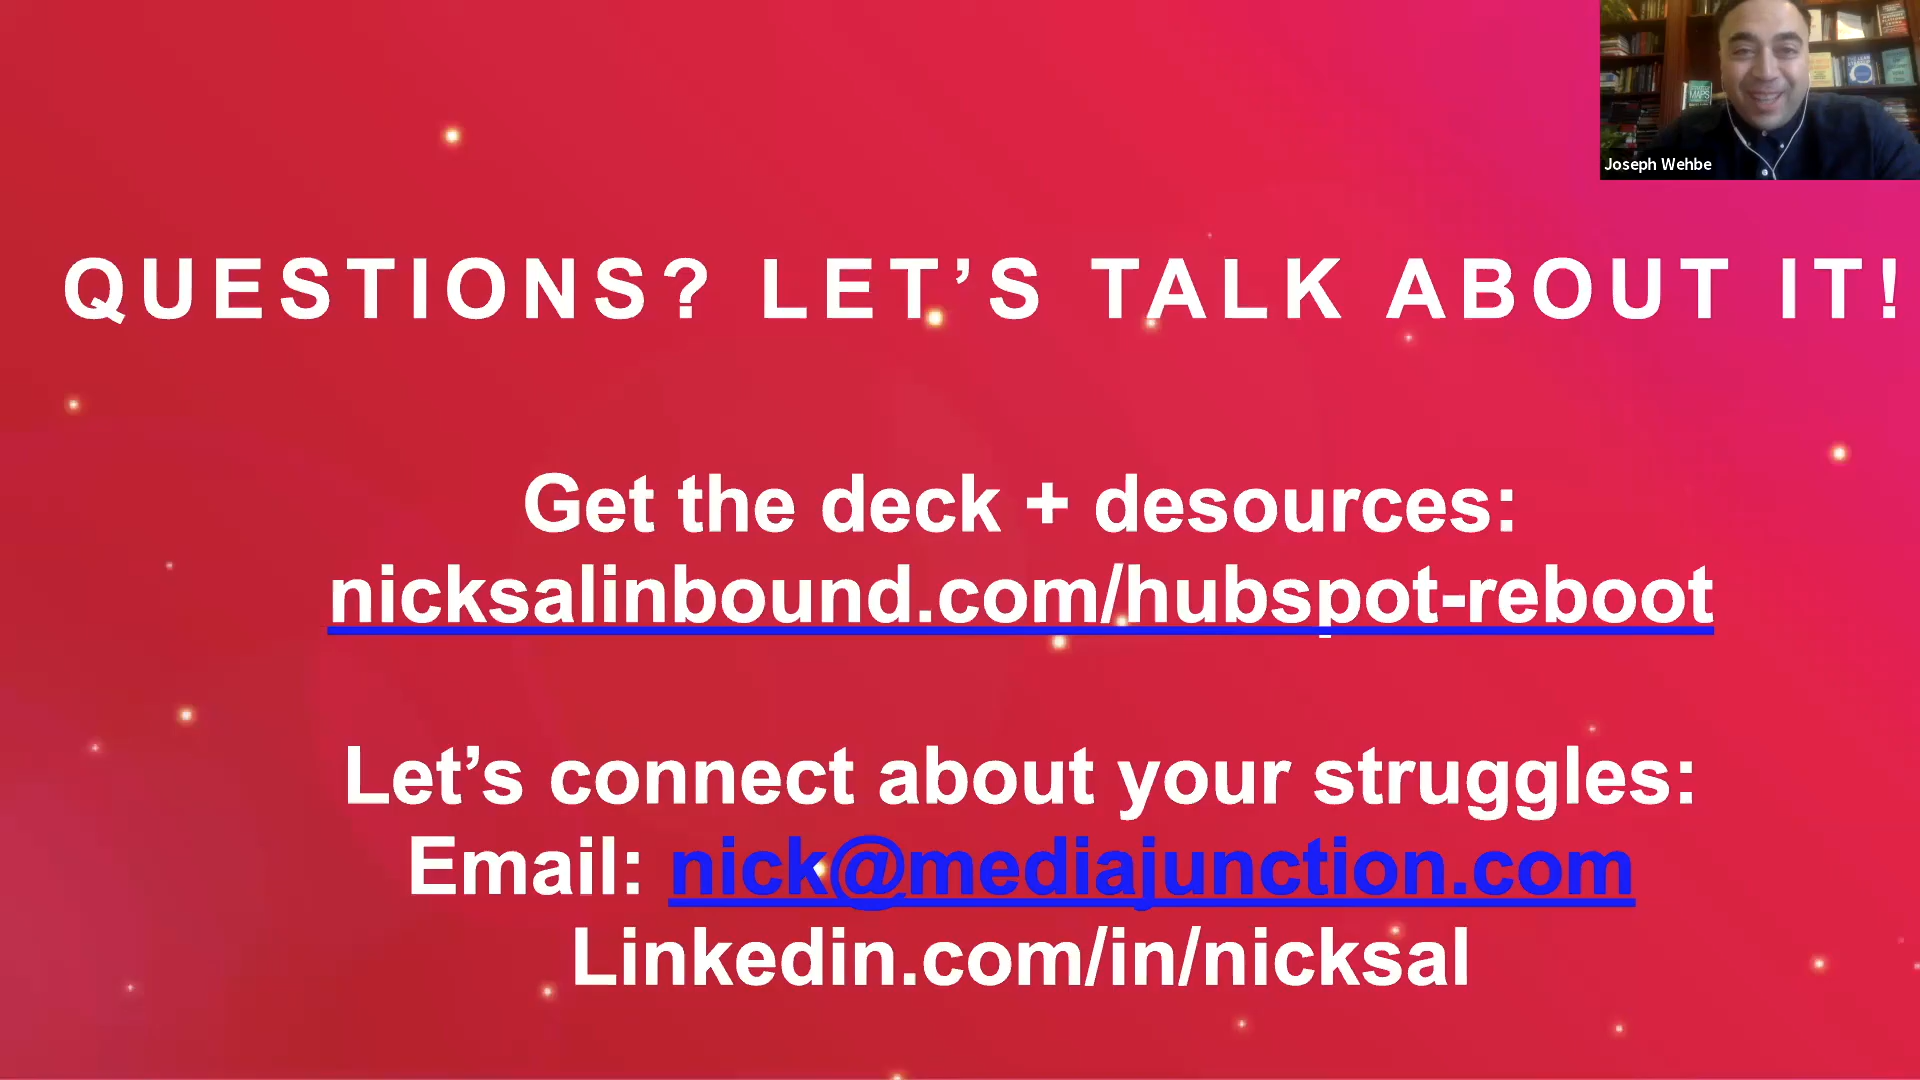 Joseph Wehbe
QUESTIONS? LET’S TALK ABOUT IT!
Get the deck + desources:
nicksalinbound.com/hubspot-reboot
Let’s connect about your struggles:
Email: nick@mediajunction.com
Linkedin.com/in/nicksal